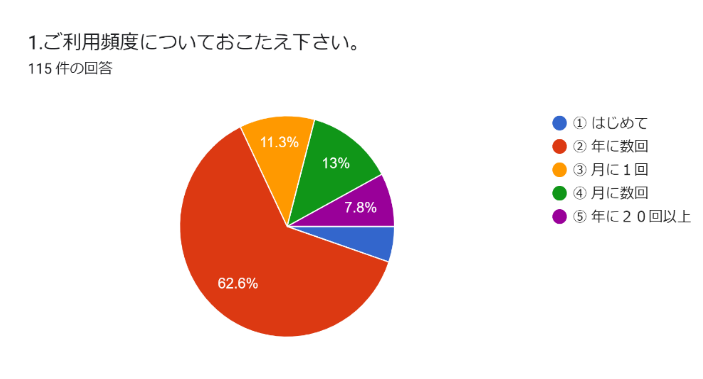 1.ご利用頻度についておこたえ下さい。
115 件の回答
① はじめて
② 年に数回
③ 月に１回
④ 月に数回
⑤ 年に２０回以上
11.3%
13%
7.8%
62.6%